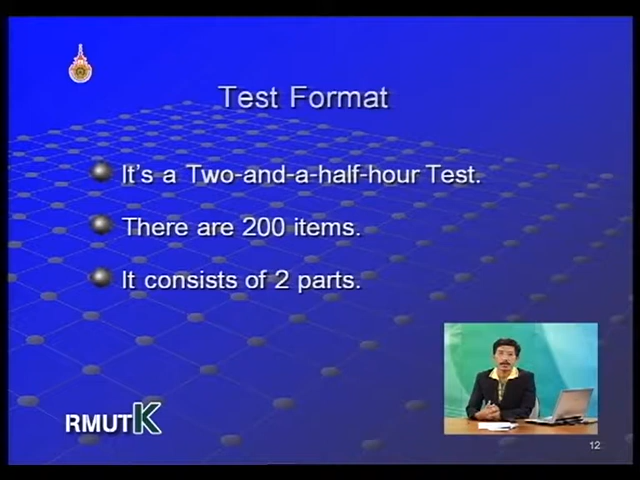 Test Format
It's a Two-and-a-half-hour Test.
There are 200 items.
It consists of 2 parts.
RMUTK
12